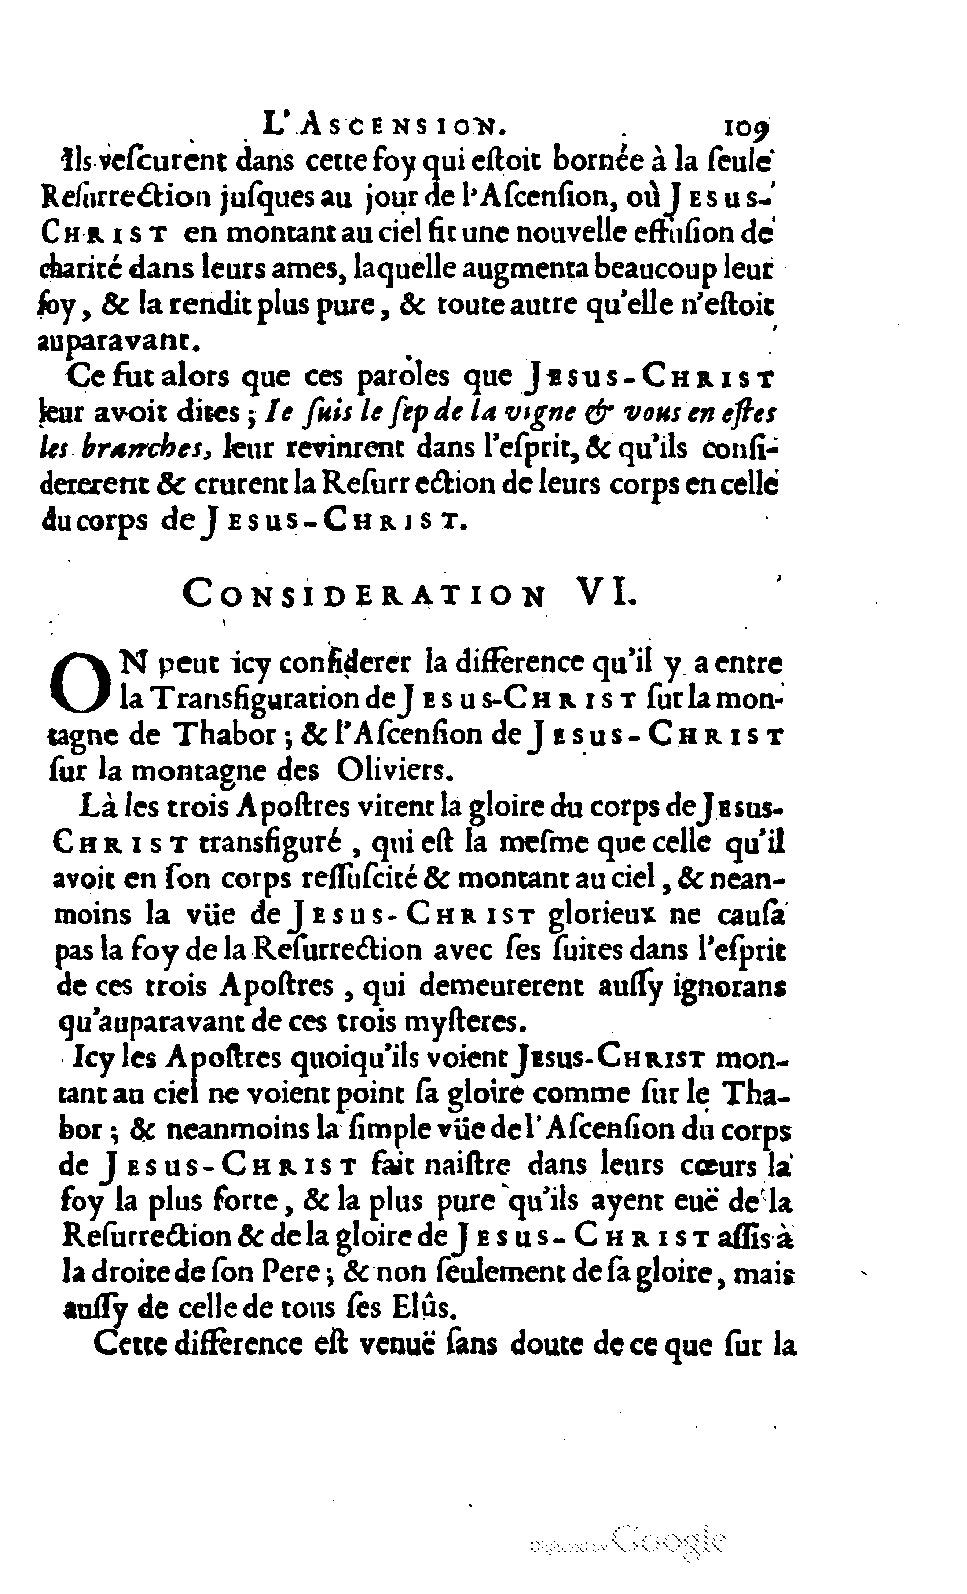 L'ASCENSION. 109
Ils veſcurent dans cette foy qui eſtoit bornée à la ſeule
Reſurrection juſques au jour de l'Aſcenſion, où JESUS-
CHRIST en montant au ciel fit une nouvelle effuſion de
charité dans leurs ames, laquelle augmenta beaucoup leur
foy, & la rendit plus pure, & toute autre qu'elle n'eſtoit
auparavant.
Ce fut alors que ces paroles que JESUS-CHRIST
leur avoit dites; Ie ſuis le ſep de la vigne & vous en eſtes
les branches, leur revinrent dans l'eſprit, & qu'ils conſi-
dererent & crurent la Reſurrection de leurs corps en celle
du corps de JESUS-CHRIST.
CONSIDERATION VI.
ON peut icy conſiderer la difference qu'il y a entre
la Transfiguration de JESUS-CHRIST ſur la mon-
tagne de Thabor; & l'Aſcenſion de JESUS-CHRIST
ſur la montagne des Oliviers.
Là les trois Apoſtres virent la gloire du corps de JESUS-
CHRIST transfiguré, qui eſt la meſme que celle qu'il
avoit en ſon corps reſſuſcité & montant au ciel, & nean-
moins la vüe de JESUS-CHRIST glorieux ne cauſa
pas la foy de la Reſurrection avec ſes ſuites dans l'eſprit
de ces trois Apoſtres, qui demeurerent auſſy ignorans
qu'auparavant de ces trois myſteres.
Icy les Apoſtres quoiqu'ils voient JESUS-CHRIST mon-
tant au ciel ne voient point ſa gloire comme ſur le Tha-
bor; & neanmoins la ſimple vüe de l'Aſcenſion du corps
de JESUS-CHRIST fait naiſtre dans leurs cœurs la
foy la plus forte, & la plus pure qu'ils ayent euë de la
Reſurrection & de la gloire de JESUS-CHRIST aſſis à
la droite de ſon Pere; & non ſeulement de ſa gloire, mais
auſſy de celle de tous ſes Elûs.
Cette difference eſt venuë ſans doute de ce que ſur la
Digitized by Google